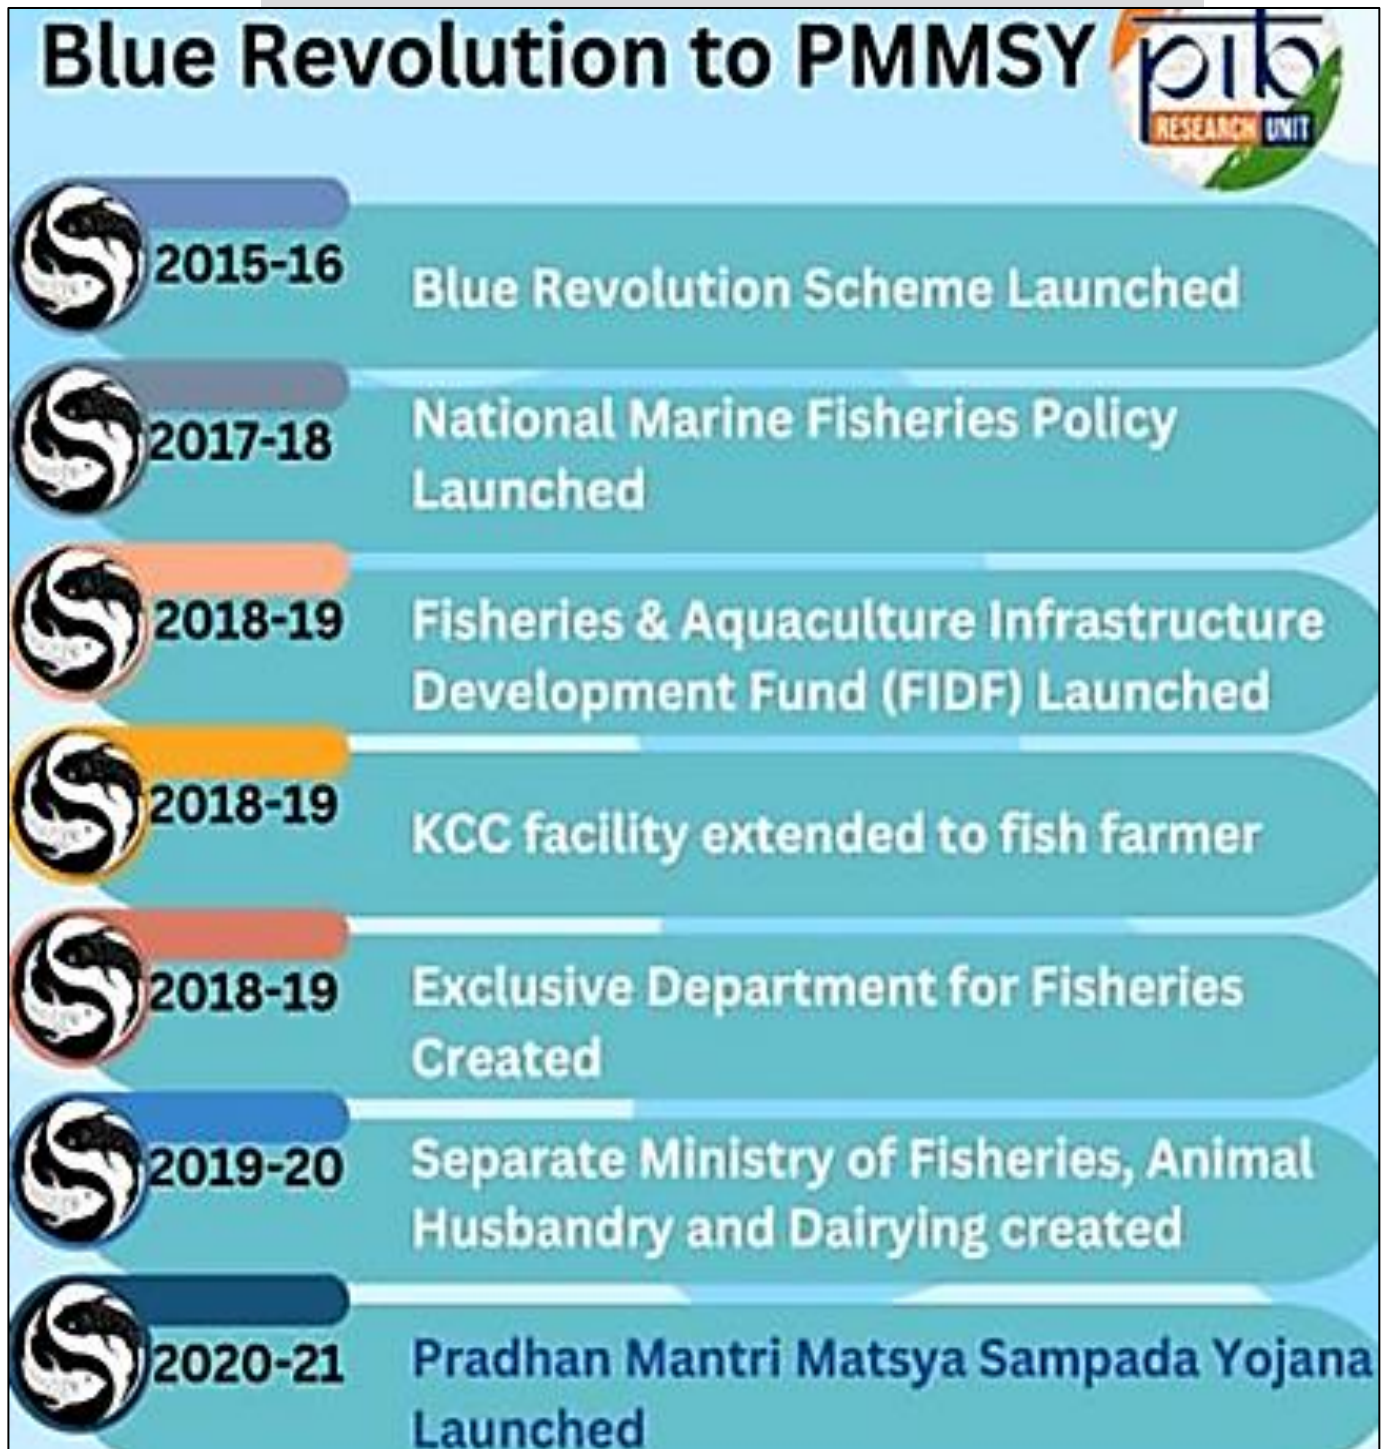 Blue Revolution to PMMSY
pib
RESEARCH UNIT
2015-16
Blue Revolution Scheme Launched
2017-18
National Marine Fisheries Policy
Launched
2018-19
Fisheries & Aquaculture Infrastructure
Development Fund (FIDF) Launched
2018-19
KCC facility extended to fish farmer
2018-19
Exclusive Department for Fisheries
Created
2019-20
Separate Ministry of Fisheries, Animal
Husbandry and Dairying created
2020-21
Pradhan Mantri Matsya Sampada Yojana
Launched